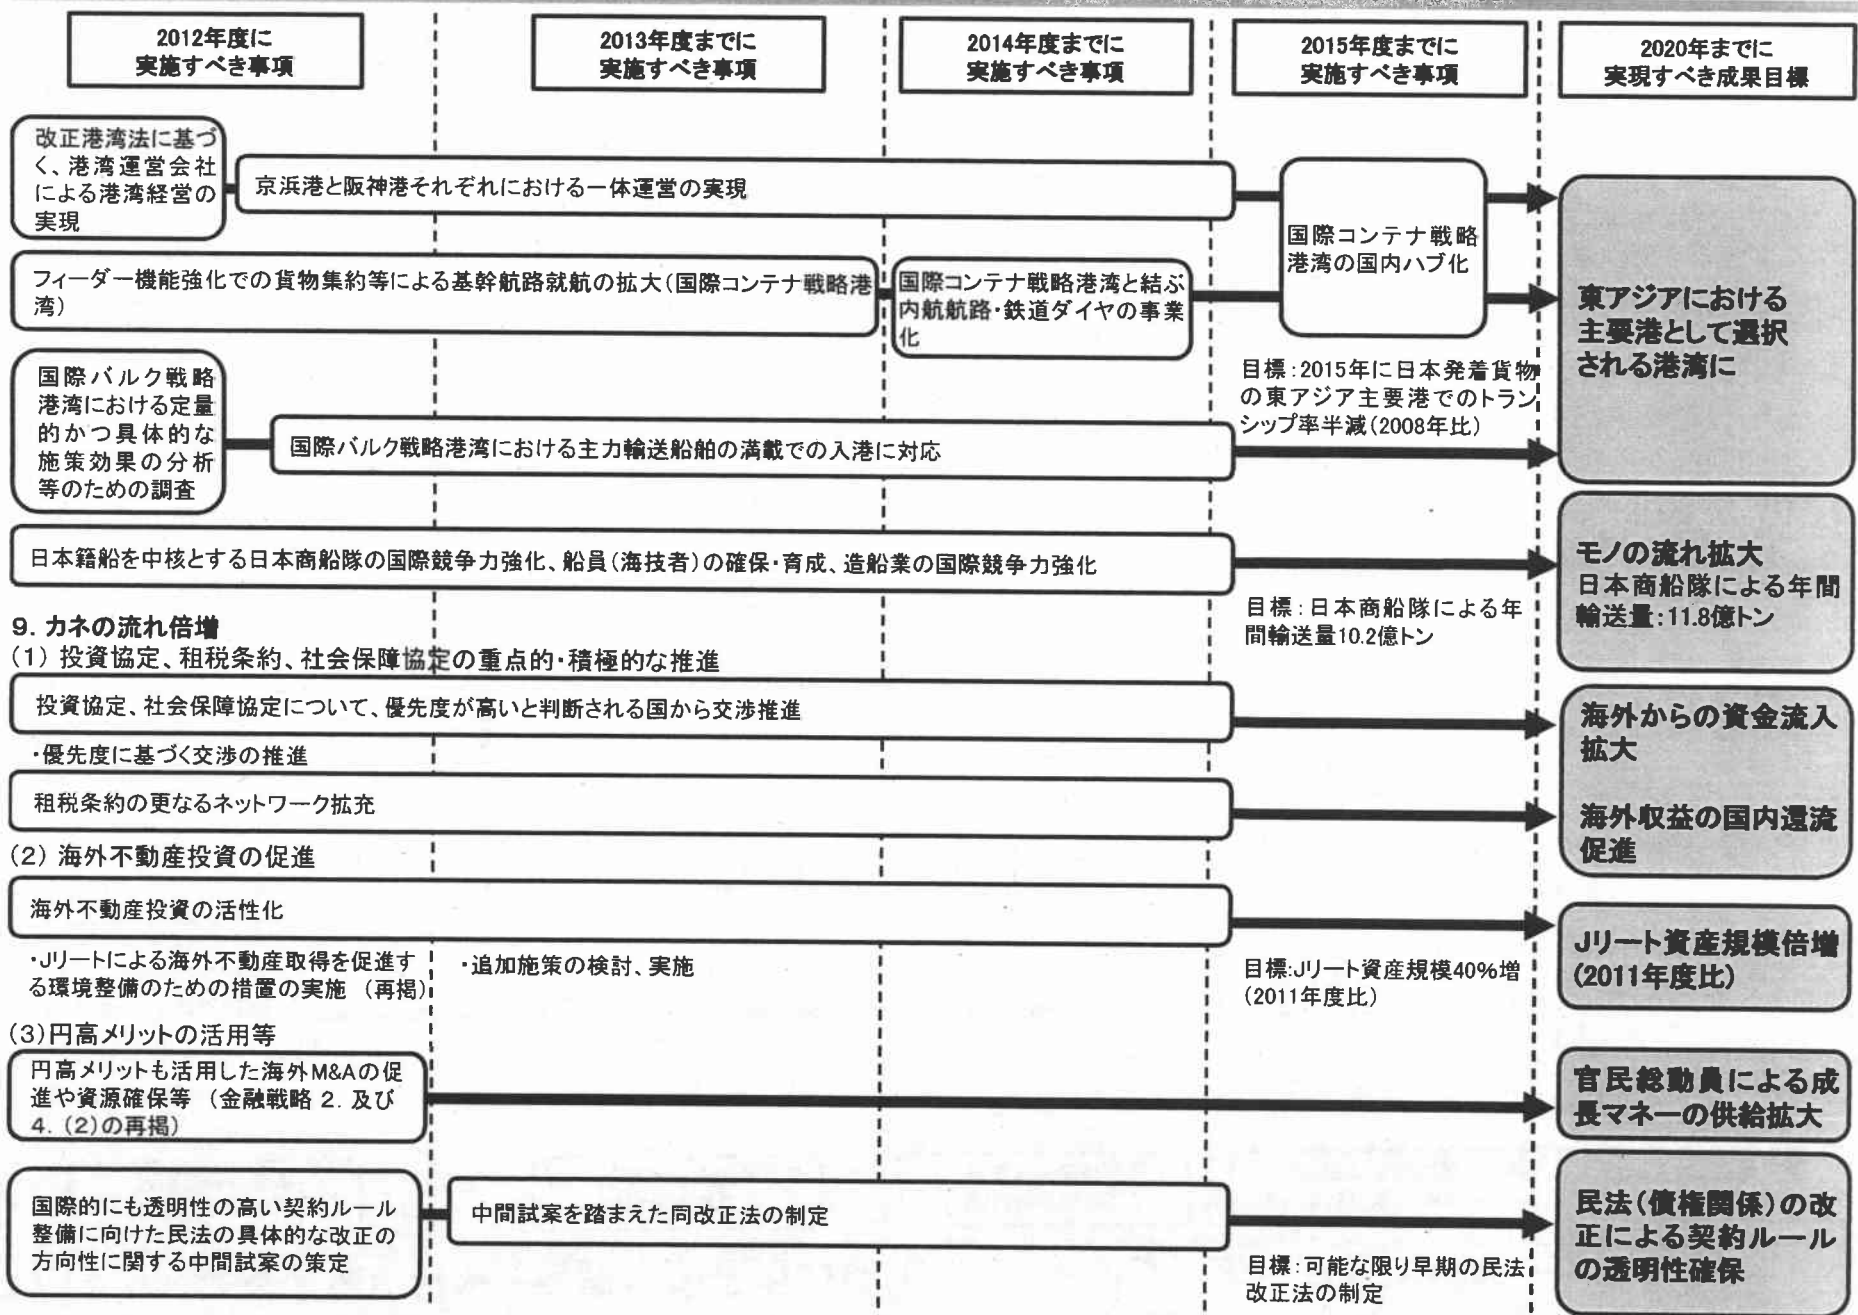 2012年度に
実施すべき事項
2013年度までに
実施すべき事項
2014年度までに
実施すべき事項
2015年度までに
実施すべき事項
2020年までに
実現すべき成果目標
改正港湾法に基づ
く、港湾運営会社
による港湾経営の
実現
京浜港と阪神港それぞれにおける一体運営の実現
国際コンテナ戦略
港湾の国内ハブ化
フィーダー機能強化での貨物集約等による基幹航路就航の拡大(国際コンテナ戦略港
湾)
国際コンテナ戦略港湾と結ぶ
内航航路・鉄道ダイヤの事業
化
東アジアにおける
主要港として選択
される港湾に
目標:2015年に日本発着貨物
の東アジア主要港でのトラン
シップ率半減(2008年比)
国際バルク戦略
港湾における定量
的かつ具体的な
施策効果の分析
等のための調査
国際バルク戦略港湾における主力輸送船舶の満載での入港に対応
日本籍船を中核とする日本商船隊の国際競争力強化、船員(海技者)の確保・育成、造船業の国際競争力強化
目標:日本商船隊による年
間輸送量10.2億トン
モノの流れ拡大
日本商船隊による年間
輸送量:11.8億トン
9. カネの流れ倍増
(1) 投資協定、租税条約、社会保障協定の重点的・積極的な推進
投資協定、社会保障協定について、優先度が高いと判断される国から交渉推進
・優先度に基づく交渉の推進
租税条約の更なるネットワーク拡充
海外からの資金流入
拡大
海外収益の国内還流
促進
(2) 海外不動産投資の促進
海外不動産投資の活性化
・Jリートによる海外不動産取得を促進す
る環境整備のための措置の実施 (再掲)
・追加施策の検討、実施
目標:Jリート資産規模40%増
(2011年度比)
Jリート資産規模倍増
(2011年度比)
(3)円高メリットの活用等
円高メリットも活用した海外M&Aの促
進や資源確保等 (金融戦略 2. 及び
4. (2)の再掲)
官民総動員による成
長マネーの供給拡大
国際的にも透明性の高い契約ルール
整備に向けた民法の具体的な改正の
方向性に関する中間試案の策定
中間試案を踏まえた同改正法の制定
目標:可能な限り早期の民法
改正法の制定
民法(債権関係)の改
正による契約ルール
の透明性確保